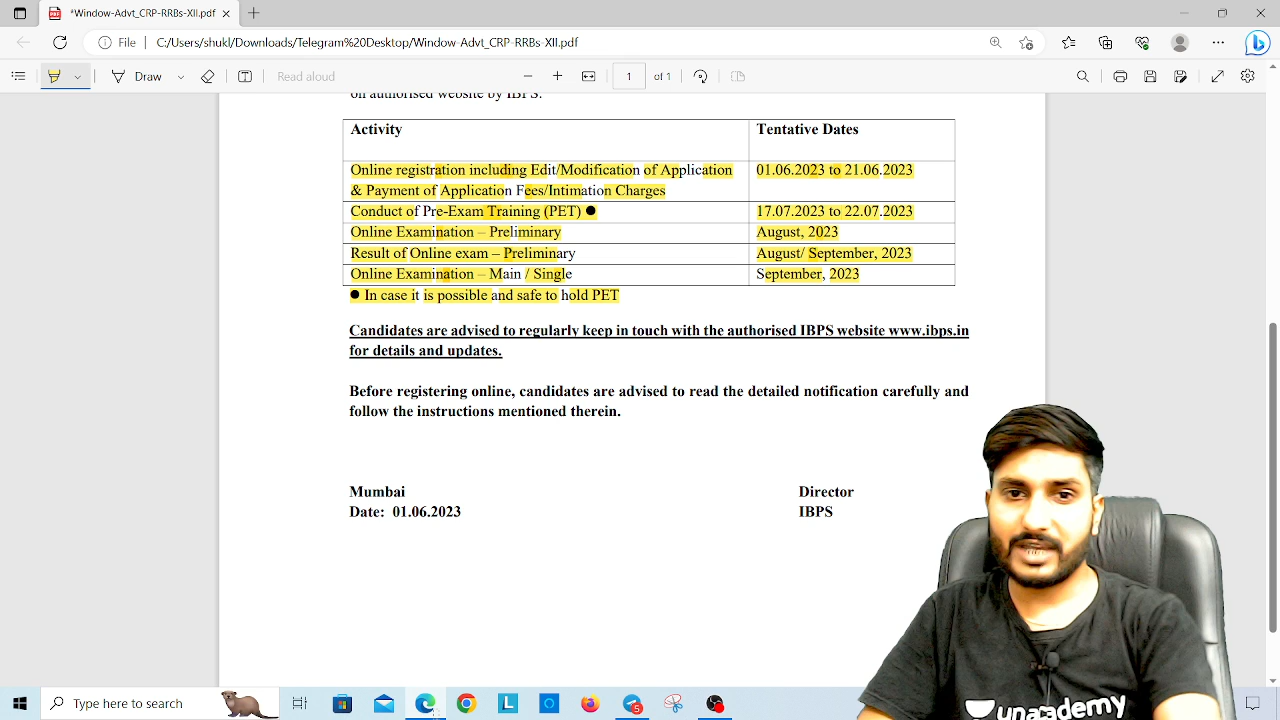 *Window-Advt_CRP-RRBs-XII.pdf
File C:/Users/shukl/Downloads/Telegram%20Desktop/Window-Advt_CRP-RRBs-XII.pdf
Draw Read aloud 1 of 1
on authorised website by IBPS.
Activity Tentative Dates
Online registration including Edit/Modification of Application 01.06.2023 to 21.06.2023
& Payment of Application Fees/Intimation Charges
Conduct of Pre-Exam Training (PET) ● 17.07.2023 to 22.07.2023
Online Examination – Preliminary August, 2023
Result of Online exam – Preliminary August/ September, 2023
Online Examination – Main / Single September, 2023
● In case it is possible and safe to hold PET
Candidates are advised to regularly keep in touch with the authorised IBPS website www.ibps.in
for details and updates.
Before registering online, candidates are advised to read the detailed notification carefully and
follow the instructions mentioned therein.
Mumbai Director
Date: 01.06.2023 IBPS
unacademy
Type here to search